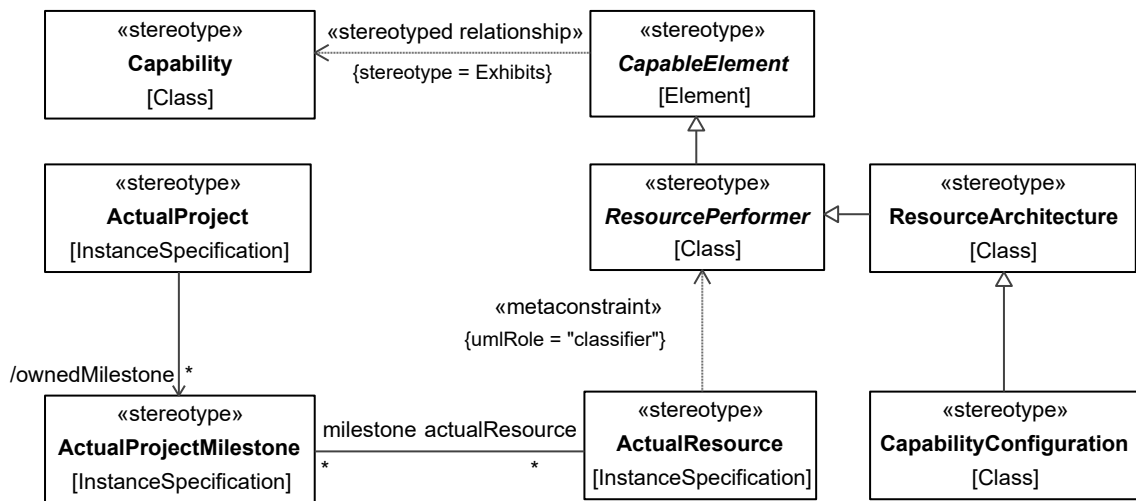 «stereotype»
Capability
[Class]
«stereotyped relationship»
{stereotype = Exhibits}
«stereotype»
CapableElement
[Element]
«stereotype»
ActualProject
[InstanceSpecification]
«stereotype»
ResourcePerformer
[Class]
«stereotype»
ResourceArchitecture
[Class]
«metaconstraint»
{umlRole = "classifier"}
/ownedMilestone *
«stereotype»
ActualProjectMilestone
[InstanceSpecification]
milestone actualResource
* *
«stereotype»
ActualResource
[InstanceSpecification]
«stereotype»
CapabilityConfiguration
[Class]